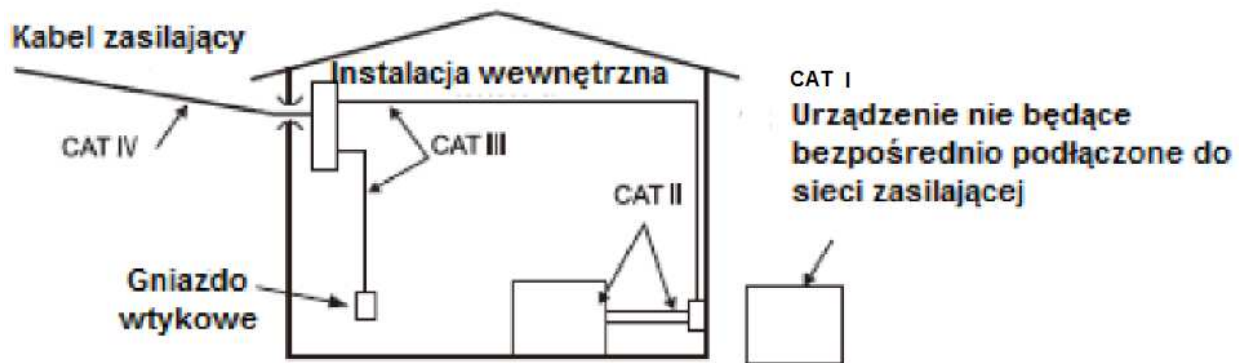 Kabel zasilający
Instalacja wewnętrzna
CAT I
Urządzenie nie będące
bezpośrednio podłączone do
sieci zasilającej
CAT IV
CAT III
CAT II
Gniazdo
wtykowe